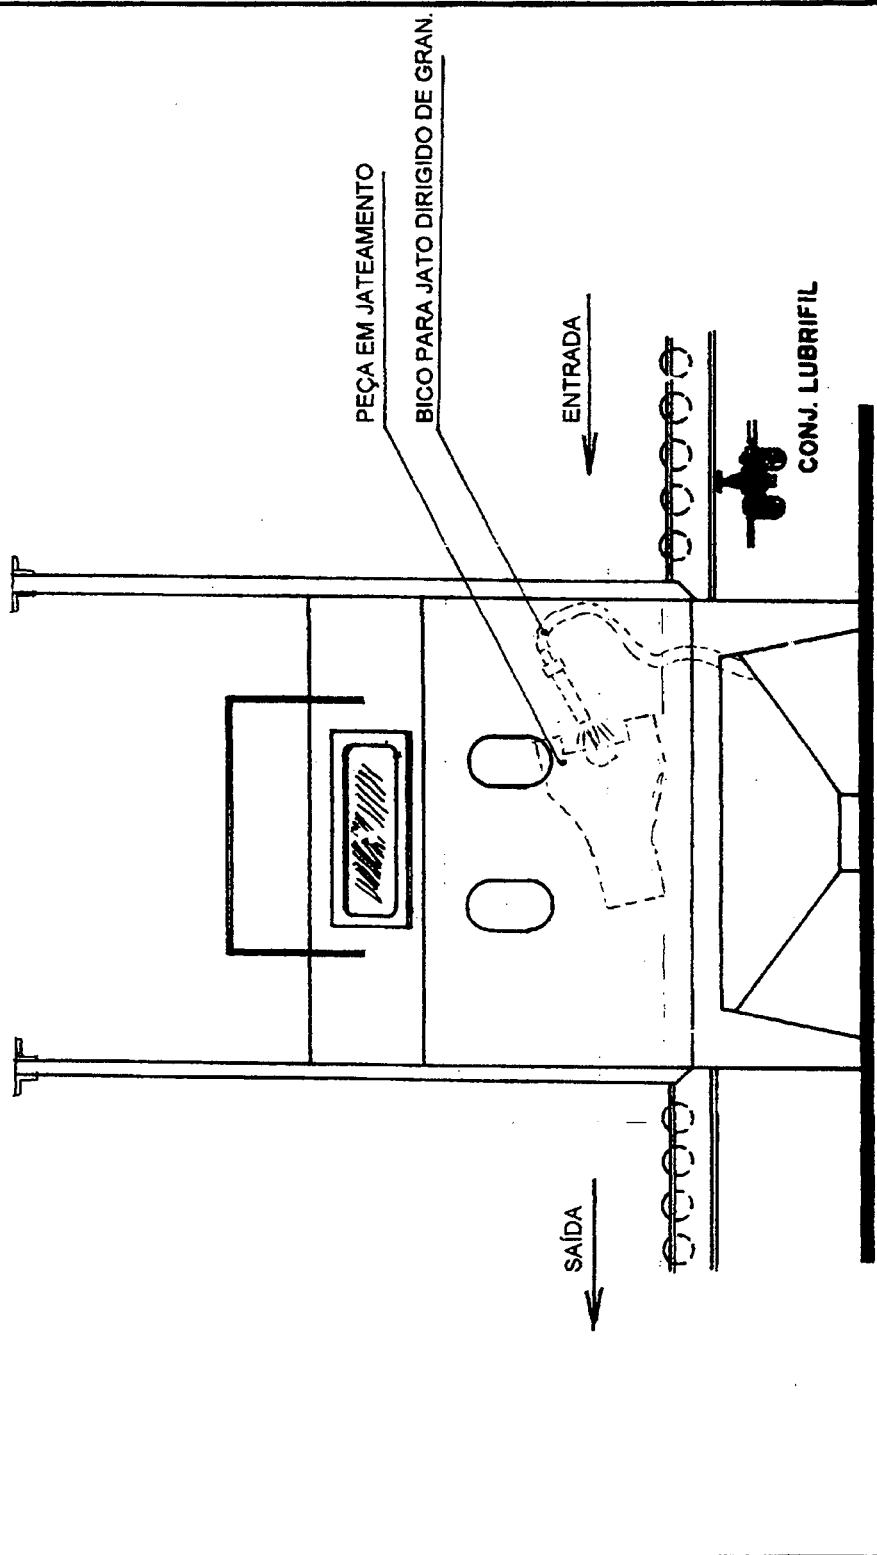 PEÇA EM JATEAMENTO
BICO PARA JATO DIRIGIDO DE GRAN.
ENTRADA
SAÍDA
CONJ. LUBRIFIL